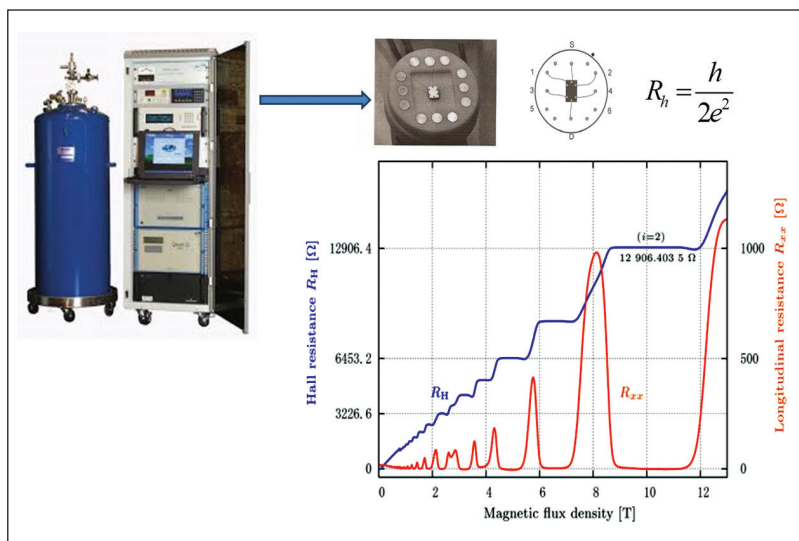 S
1
2
3
4
5
6
D
R_h = h / 2e²
Hall resistance R_H [Ω]
12906.4
6453.2
3226.6
0
(i=2)
12 906.403 5 Ω
R_H
R_xx
1000
500
0
Longitudinal resistance R_xx [Ω]
0 2 4 6 8 10 12
Magnetic flux density [T]